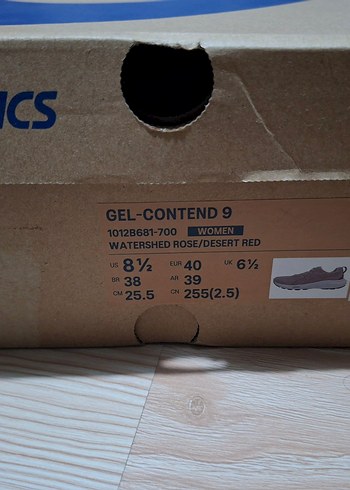 ICS
GEL-CONTEND 9
1012B681-700 WOMEN
WATERSHED ROSE/DESERT RED
US 8½ EUR 40 UK 6½
BR 38 AR 39
CM 25.5 CN 255(2.5)